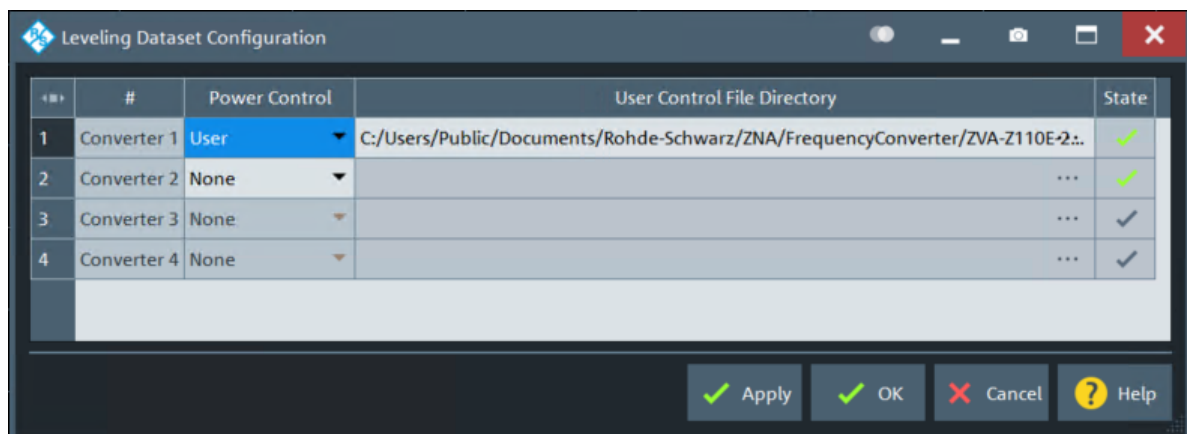 Leveling Dataset Configuration
# Power Control User Control File Directory State
1 Converter 1 User C:/Users/Public/Documents/Rohde-Schwarz/ZNA/FrequencyConverter/ZVA-Z110E-2...
2 Converter 2 None ...
3 Converter 3 None ...
4 Converter 4 None ...
Apply OK Cancel ? Help